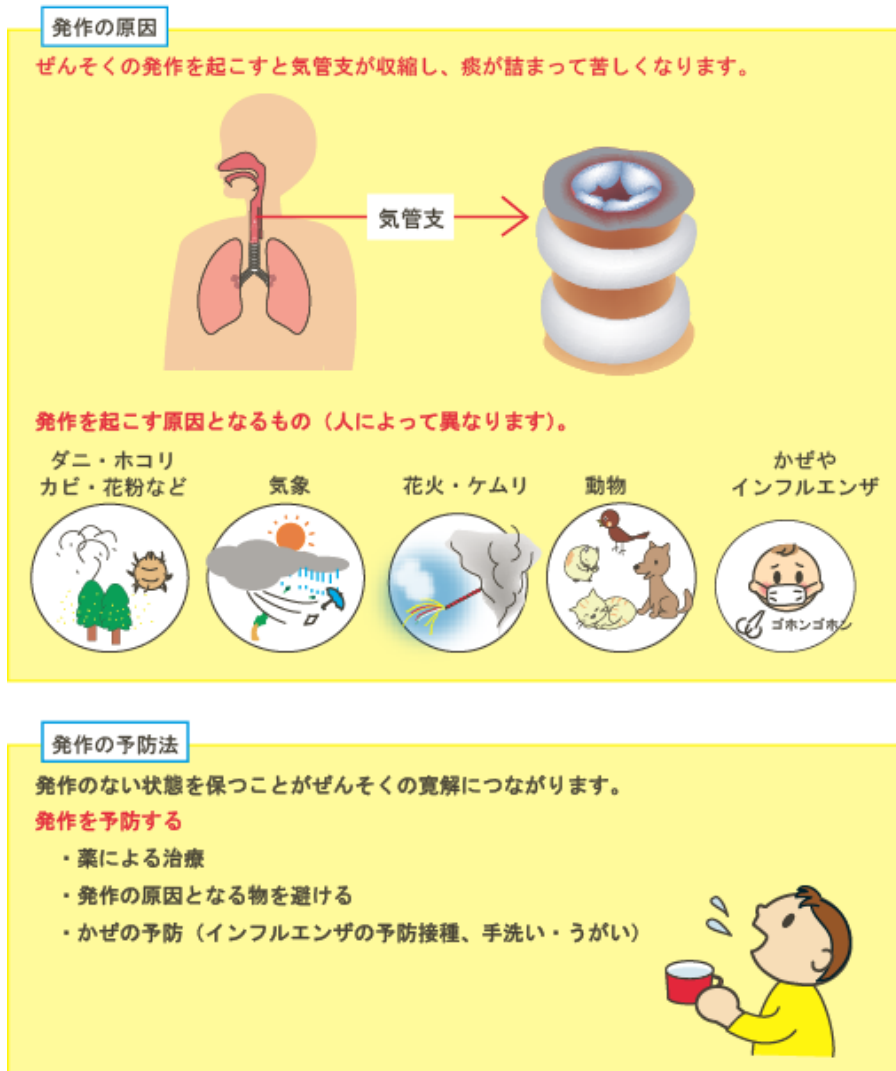 発作の原因
ぜんそくの発作を起こすと気管支が収縮し、痰が詰まって苦しくなります。
気管支
発作を起こす原因となるもの（人によって異なります）。
ダニ・ホコリ
カビ・花粉など
気象
花火・ケムリ
動物
かぜや
インフルエンザ
ゴホンゴホン
発作の予防法
発作のない状態を保つことがぜんそくの寛解につながります。
発作を予防する
・薬による治療
・発作の原因となる物を避ける
・かぜの予防（インフルエンザの予防接種、手洗い・うがい）